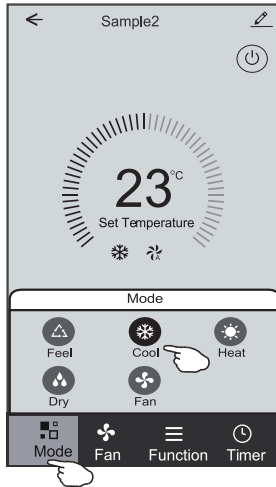 Sample2
23°C
Set Temperature
A
Mode
Feel Cool Heat
Dry Fan
Mode Fan Function Timer